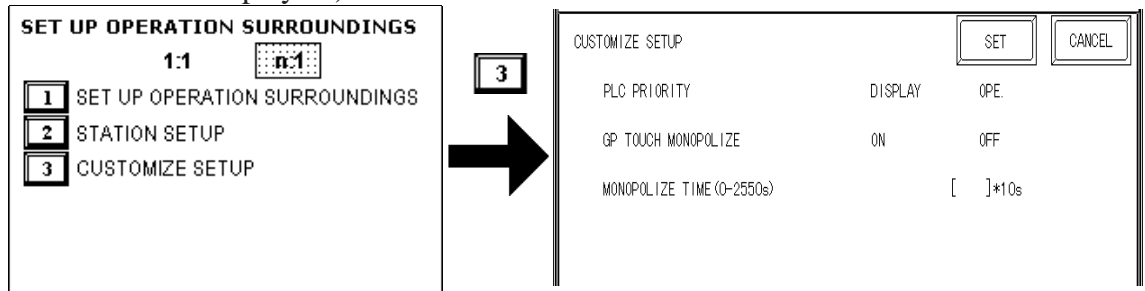 SET UP OPERATION SURROUNDINGS
1:1 n:1
1 SET UP OPERATION SURROUNDINGS
2 STATION SETUP
3 CUSTOMIZE SETUP
3
CUSTOMIZE SETUP SET CANCEL
PLC PRIORITY DISPLAY OPE.
GP TOUCH MONOPOLIZE ON OFF
MONOPOLIZE TIME(0-2550s) [ ]*10s